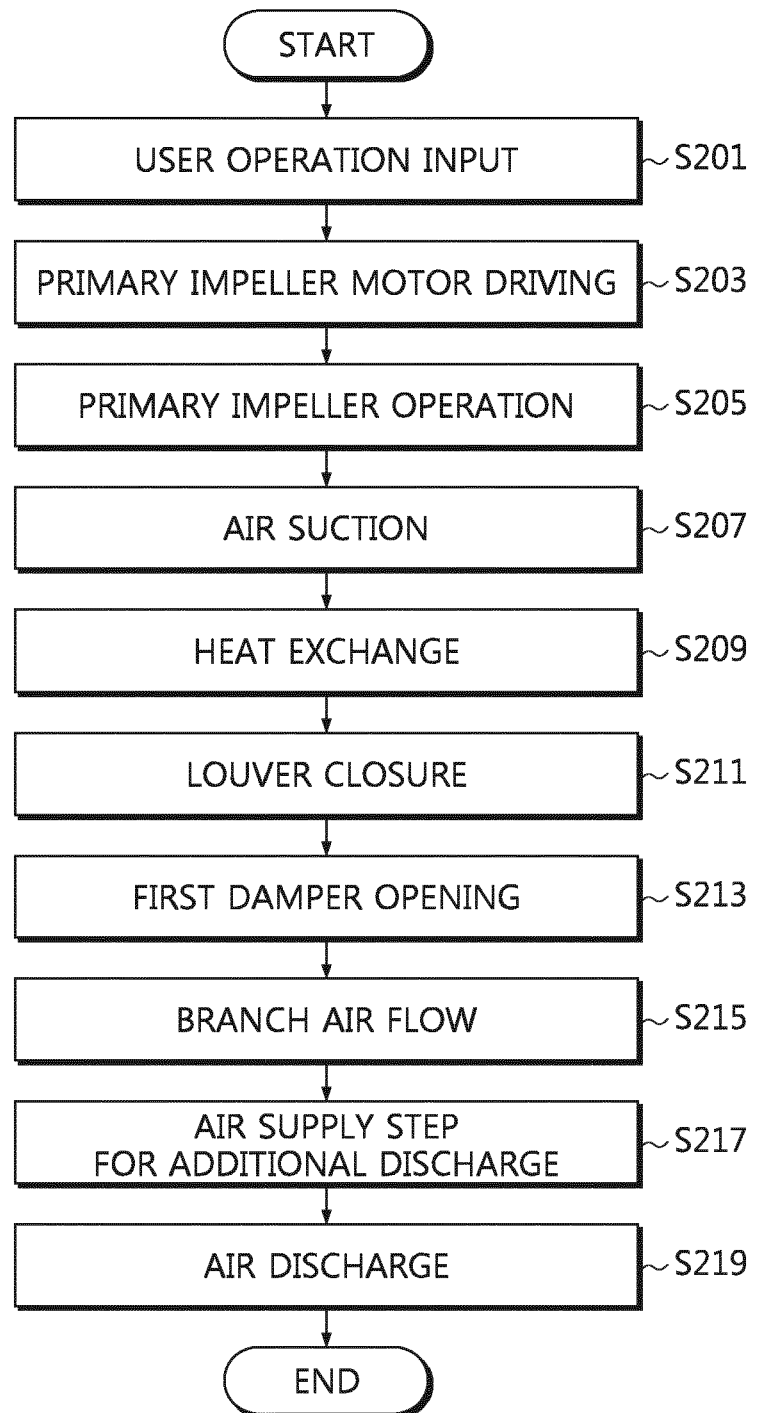 START
USER OPERATION INPUT
S201
PRIMARY IMPELLER MOTOR DRIVING
S203
PRIMARY IMPELLER OPERATION
S205
AIR SUCTION
S207
HEAT EXCHANGE
S209
LOUVER CLOSURE
S211
FIRST DAMPER OPENING
S213
BRANCH AIR FLOW
S215
AIR SUPPLY STEP
FOR ADDITIONAL DISCHARGE
S217
AIR DISCHARGE
S219
END